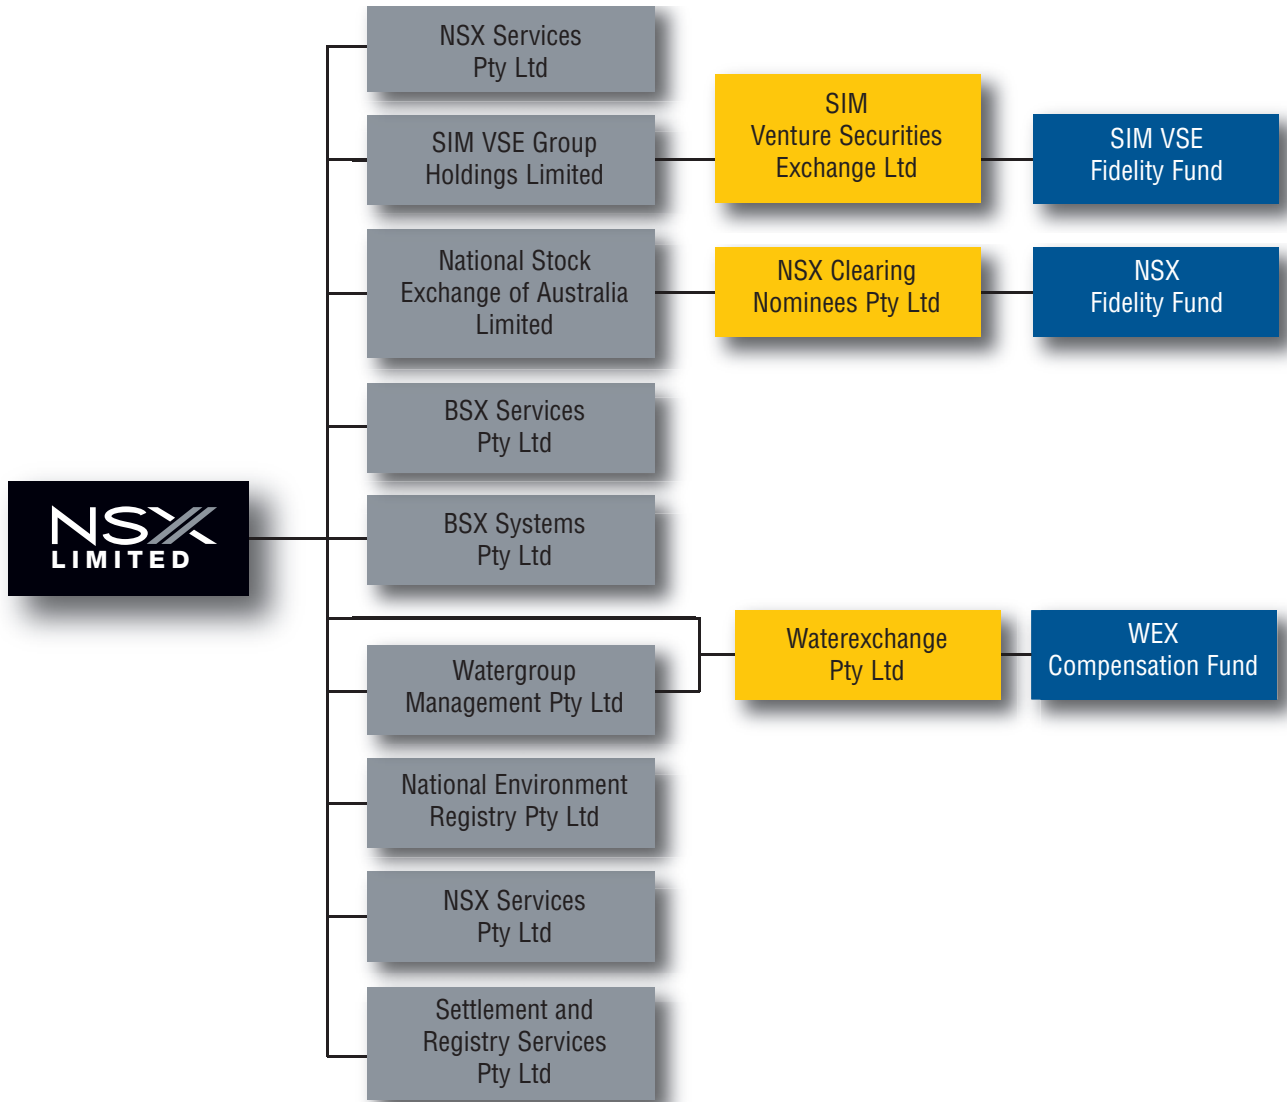 NSX Services
Pty Ltd
SIM VSE Group
Holdings Limited
SIM
Venture Securities
Exchange Ltd
SIM VSE
Fidelity Fund
National Stock
Exchange of Australia
Limited
NSX Clearing
Nominees Pty Ltd
NSX
Fidelity Fund
BSX Services
Pty Ltd
NSX
LIMITED
BSX Systems
Pty Ltd
Watergroup
Management Pty Ltd
Waterexchange
Pty Ltd
WEX
Compensation Fund
National Environment
Registry Pty Ltd
NSX Services
Pty Ltd
Settlement and
Registry Services
Pty Ltd